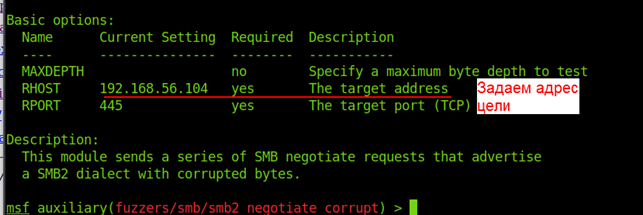 Basic options:
Name Current Setting Required Description
---- --------------- -------- -----------
MAXDEPTH no Specify a maximum byte depth to test
RHOST 192.168.56.104 yes The target address
RPORT 445 yes The target port (TCP)
Задаем адрес
цели
Description:
This module sends a series of SMB negotiate requests that advertise
a SMB2 dialect with corrupted bytes.
msf auxiliary(fuzzers/smb/smb2_negotiate_corrupt) >